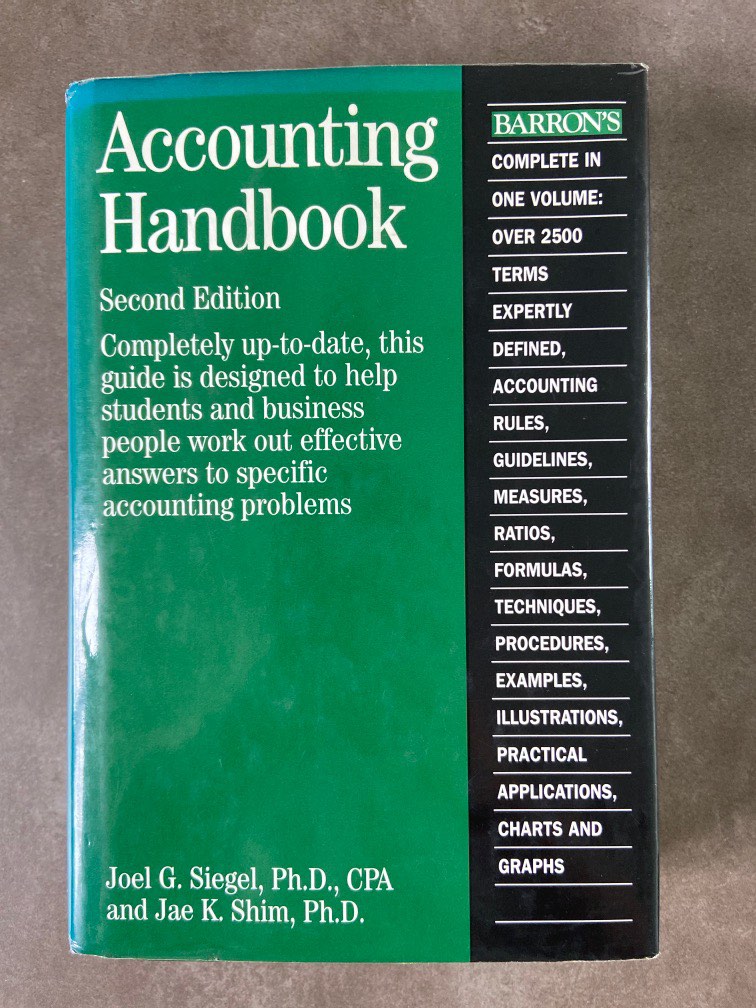 Accounting
Handbook
Second Edition
Completely up-to-date, this
guide is designed to help
students and business
people work out effective
answers to specific
accounting problems
Joel G. Siegel, Ph.D., CPA
and Jae K. Shim, Ph.D.
BARRON'S
COMPLETE IN
ONE VOLUME:
OVER 2500
TERMS
EXPERTLY
DEFINED,
ACCOUNTING
RULES,
GUIDELINES,
MEASURES,
RATIOS,
FORMULAS,
TECHNIQUES,
PROCEDURES,
EXAMPLES,
ILLUSTRATIONS,
PRACTICAL
APPLICATIONS,
CHARTS AND
GRAPHS